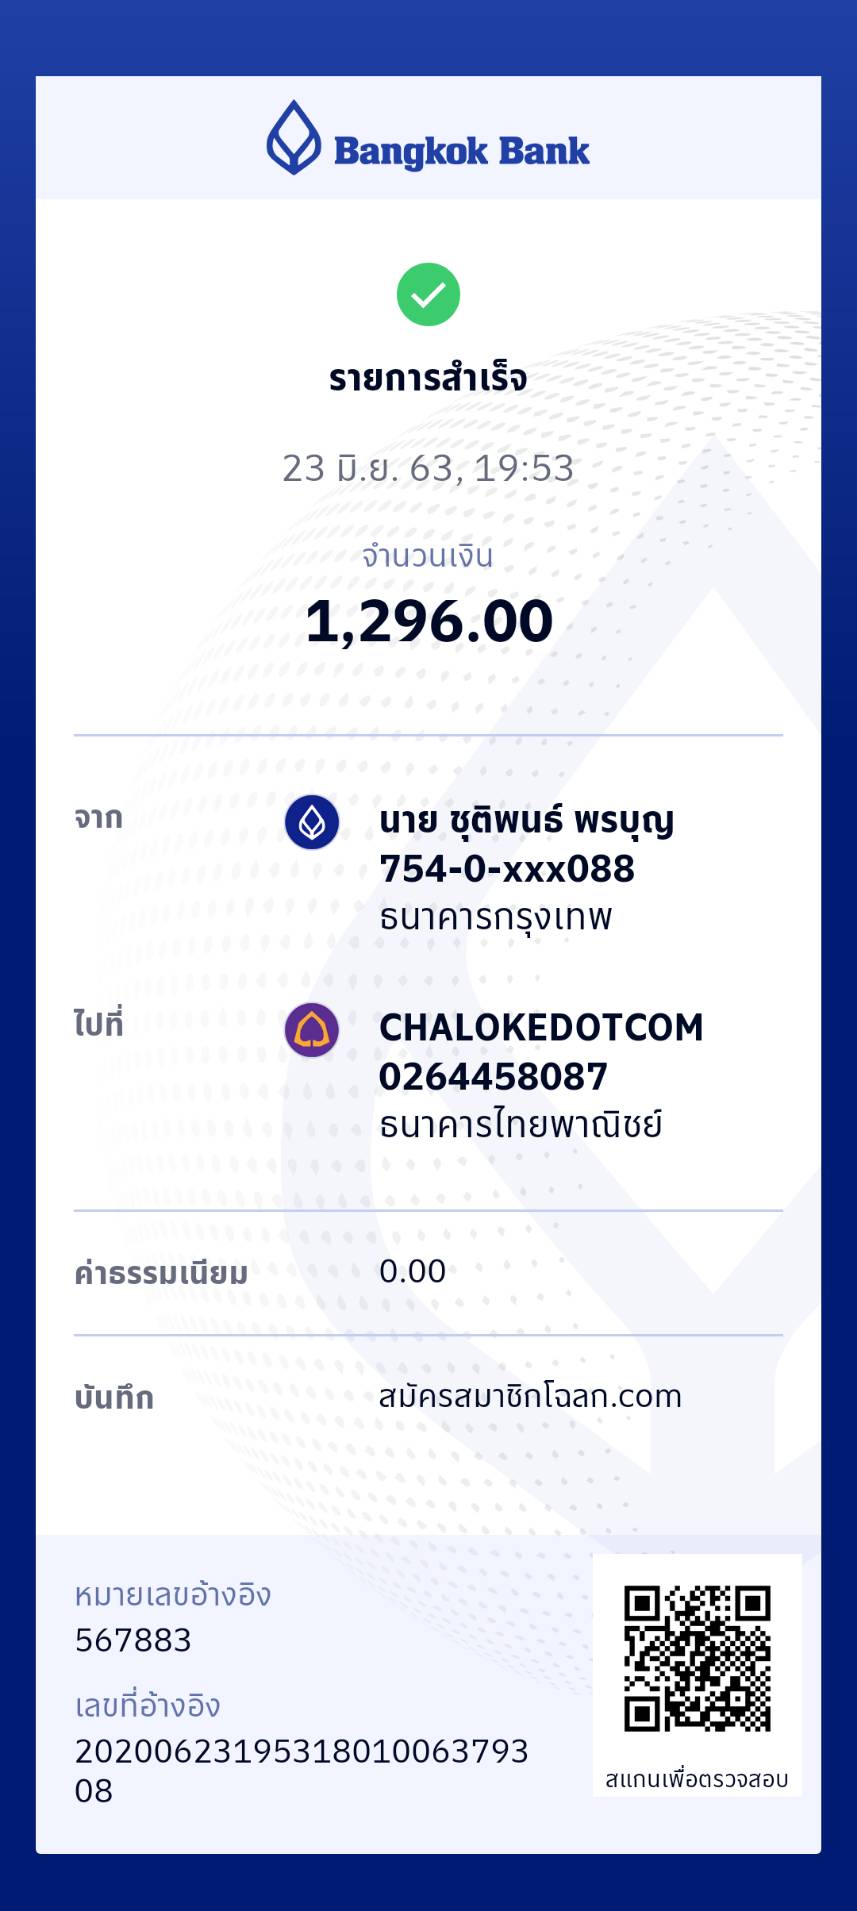 Bangkok Bank
รายการสำเร็จ
23 มิ.ย. 63, 19:53
จำนวนเงิน
1,296.00
จาก
นาย ชุติพนธ์ พรบุญ
754-0-xxx088
ธนาคารกรุงเทพ
ไปที่
CHALOKEDOTCOM
0264458087
ธนาคารไทยพาณิชย์
ค่าธรรมเนียม 0.00
บันทึก สมัครสมาชิกโฉลก.com
หมายเลขอ้างอิง
567883
เลขที่อ้างอิง
20200623195318010063793
08
สแกนเพื่อตรวจสอบ